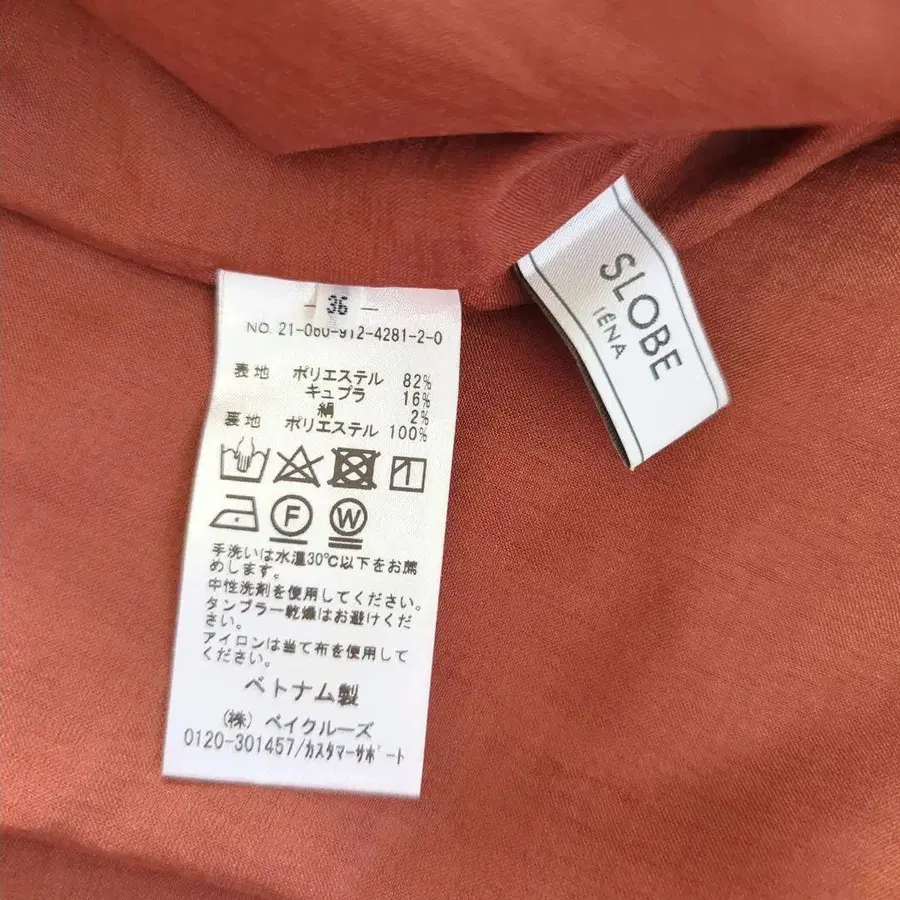 — 36 —
NO. 21-060-912-4281-2-0
表地 ポリエステル 82%
キュプラ 16%
絹 2%
裏地 ポリエステル 100%
F W
手洗いは水温30℃以下をお薦
めします。
中性洗剤を使用してください。
タンブラー乾燥はお避けくだ
さい。
アイロンは当て布を使用して
ください。
ベトナム製
(株) ベイクルーズ
0120-301457/カスタマーサポート
SLOBE
IÉNA